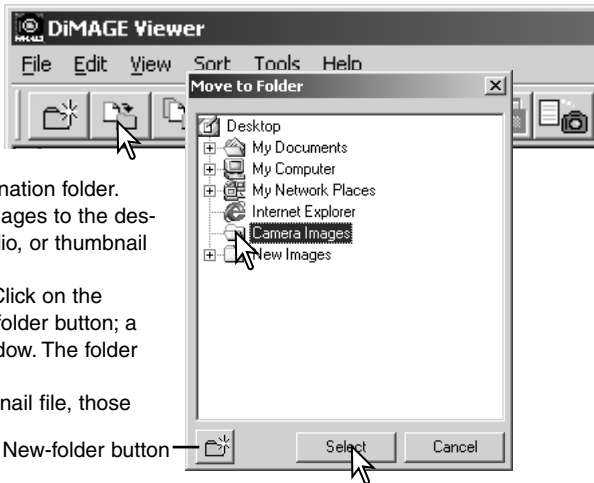 DiMAGE Viewer
File Edit View Sort Tools Help
Move to Folder
Desktop
My Documents
My Computer
My Network Places
Internet Explorer
Camera Images
New Images
nation folder.
ages to the des-
lio, or thumbnail
Click on the
folder button; a
dow. The folder
nail file, those
New-folder button
Select Cancel